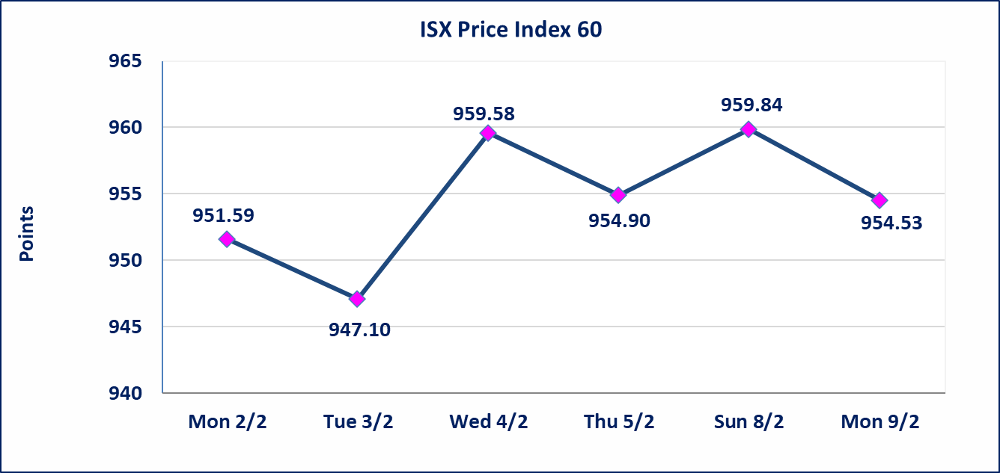 ISX Price Index 60
Points
965
960
955
950
945
940
951.59
947.10
959.58
954.90
959.84
954.53
Mon 2/2
Tue 3/2
Wed 4/2
Thu 5/2
Sun 8/2
Mon 9/2